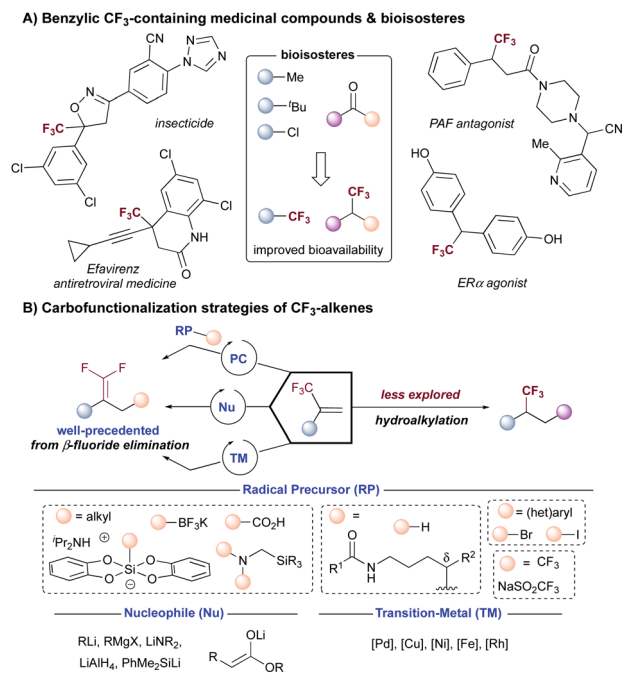 A) Benzylic CF3-containing medicinal compounds & bioisosteres
CN
N
N
N
N
O
F3C
Cl
Cl
insecticide
Cl
Cl
F3C
NH
O
Efavirenz
antiretroviral medicine
bioisosteres
Me
tBu
Cl
O
CF3
CF3
improved bioavailability
CF3
O
N
N
CN
Me
N
PAF antagonist
HO
OH
F3C
ERα agonist
B) Carbofunctionalization strategies of CF3-alkenes
RP
PC
F F
Nu
F3C
less explored
hydroalkylation
CF3
well-precedented
from β-fluoride elimination
TM
Radical Precursor (RP)
= alkyl
BF3K
CO2H
iPr2NH
⊕
O
O
Si
O
O
⊖
N
SiR3
=
H
O
R1
N
H
δ
R2
= (het)aryl
Br
I
= CF3
NaSO2CF3
Nucleophile (Nu)
Transition-Metal (TM)
RLi, RMgX, LiNR2,
LiAlH4, PhMe2SiLi
OLi
R
OR
[Pd], [Cu], [Ni], [Fe], [Rh]